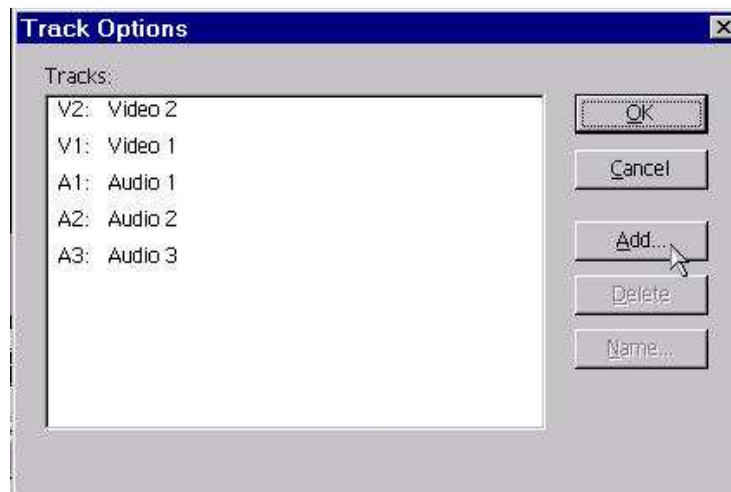 Track Options
Tracks:
V2: Video 2
V1: Video 1
A1: Audio 1
A2: Audio 2
A3: Audio 3
OK
Cancel
Add...
Delete
Name...